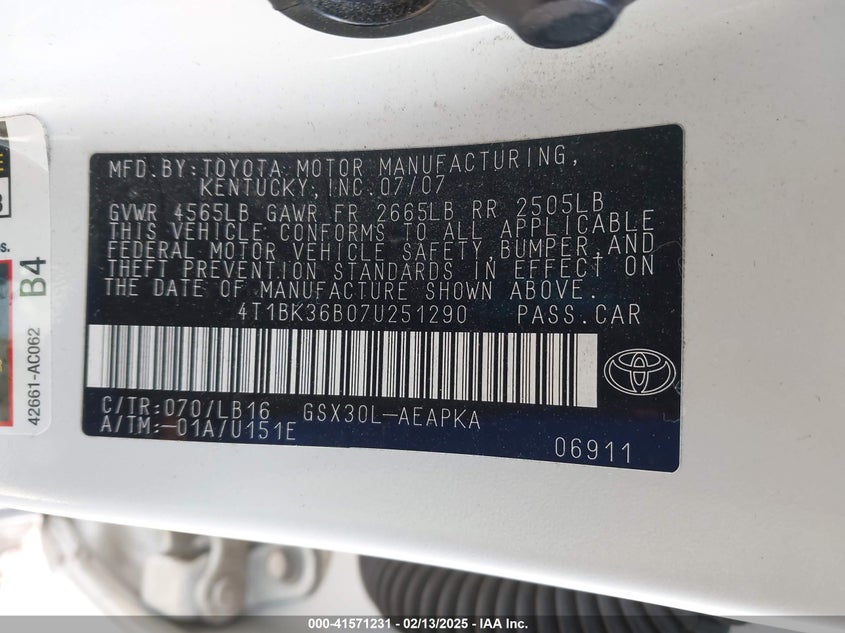 MFD.BY:TOYOTA MOTOR MANUFACTURING,
KENTUCKY,INC.07/07
GVWR 4565LB GAWR FR 2665LB RR 2505LB
THIS VEHICLE CONFORMS TO ALL APPLICABLE
FEDERAL MOTOR VEHICLE SAFETY,BUMPER,AND
THEFT PREVENTION STANDARDS IN EFFECT ON
THE DATE OF MANUFACTURE SHOWN ABOVE.
4T1BK36B07U251290 PASS.CAR
C/TR:070/LB16 GSX30L-AEAPKA
A/TM:-01A/U151E
06911
42661-AC062
B4
s.
000-41571231 - 02/13/2025 - IAA Inc.